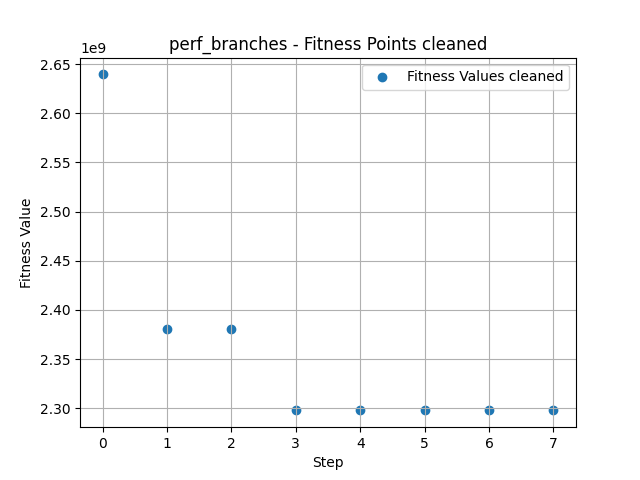 perf_branches - Fitness Points cleaned
1e9
Fitness Values cleaned
2.65
2.60
2.55
2.50
2.45
2.40
2.35
2.30
Fitness Value
0 1 2 3 4 5 6 7
Step